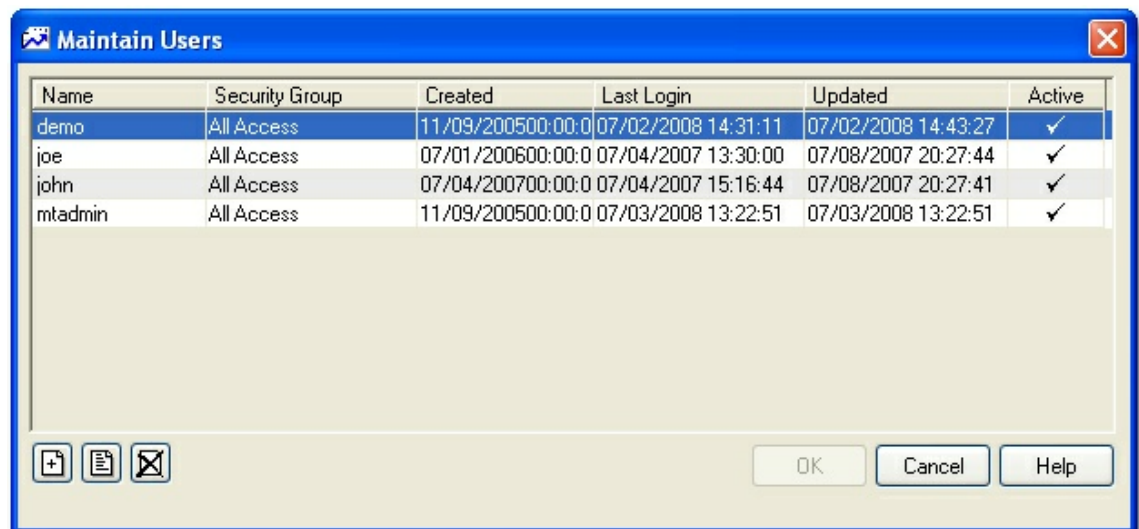 Maintain Users
Name Security Group Created Last Login Updated Active
demo All Access 11/09/200500:00:0 07/02/2008 14:31:11 07/02/2008 14:43:27 ✓
joe All Access 07/01/200600:00:0 07/04/2007 13:30:00 07/08/2007 20:27:44 ✓
john All Access 07/04/200700:00:0 07/04/2007 15:16:44 07/08/2007 20:27:41 ✓
mtadmin All Access 11/09/200500:00:0 07/03/2008 13:22:51 07/03/2008 13:22:51 ✓
OK Cancel Help